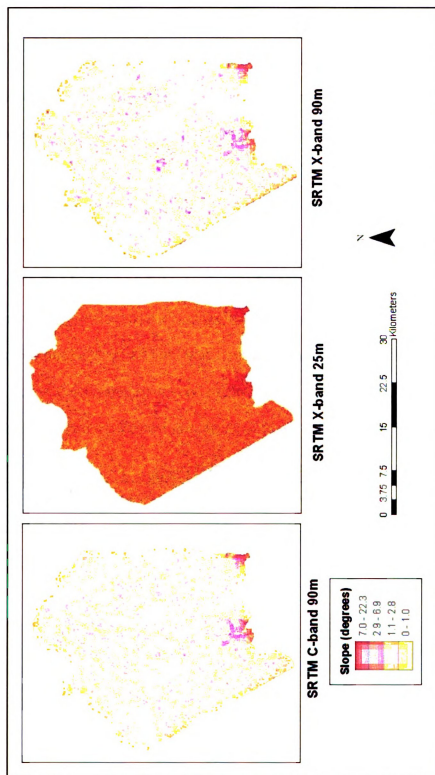 SRTM C-band 90m
SRTM X-band 25m
SRTM X-band 90m
Slope (degrees)
7.0 - 22.3
2.9 - 6.9
1.1 - 2.8
0 - 1.0
0 3.75 7.5 15 22.5 30
Kilometers
N